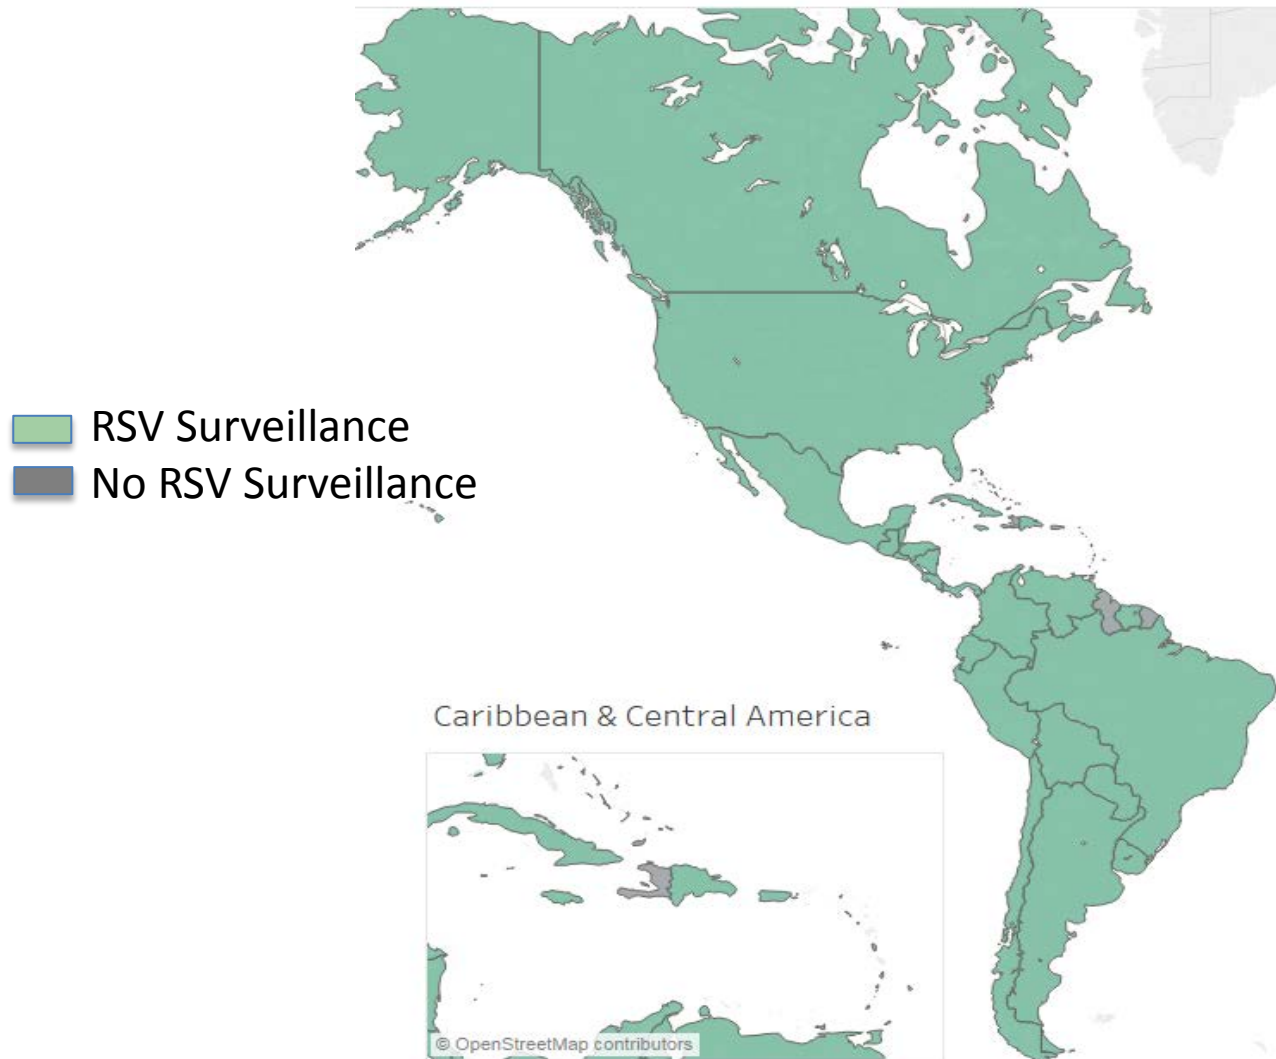 RSV Surveillance
No RSV Surveillance
Caribbean & Central America
© OpenStreetMap contributors